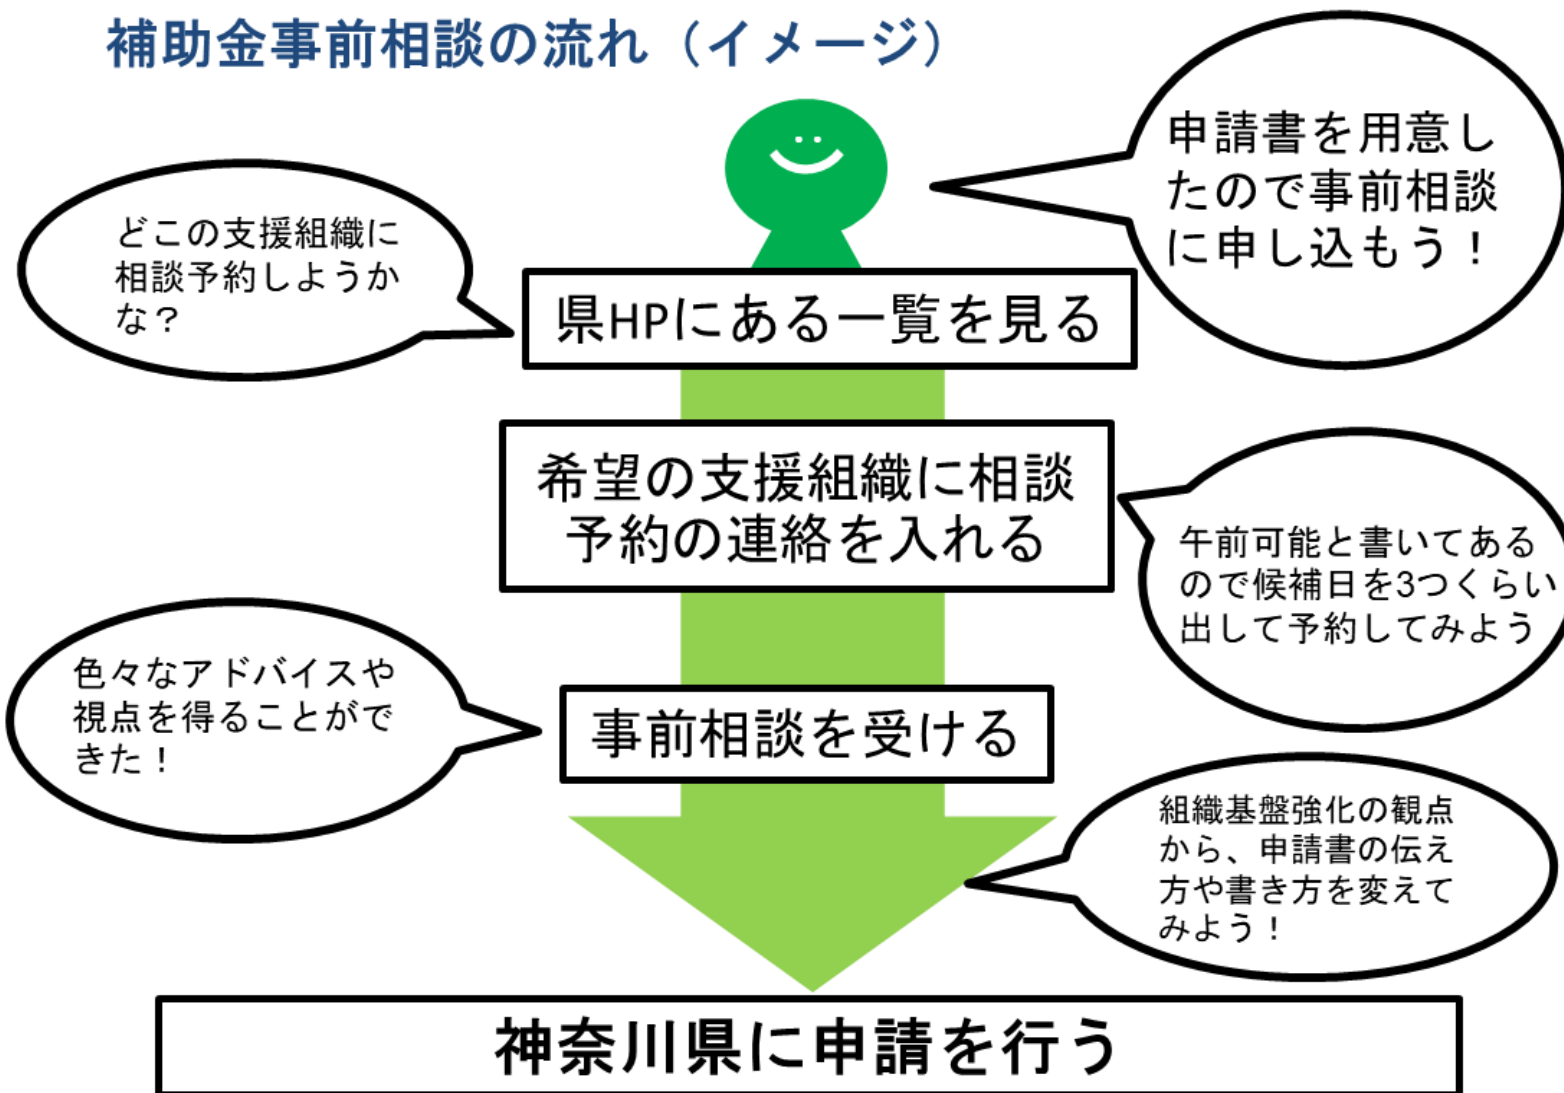 補助金事前相談の流れ（イメージ）
申請書を用意し
たので事前相談
に申し込もう！
どこの支援組織に
相談予約しようか
な？
県HPにある一覧を見る
希望の支援組織に相談
予約の連絡を入れる
午前可能と書いてある
ので候補日を3つくらい
出して予約してみよう
色々なアドバイスや
視点を得ることがで
きた！
事前相談を受ける
組織基盤強化の観点
から、申請書の伝え
方や書き方を変えて
みよう！
神奈川県に申請を行う